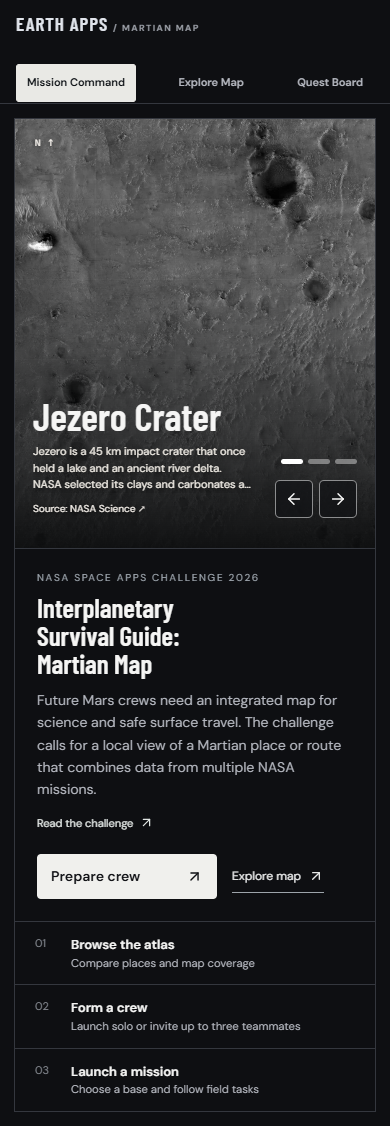 EARTH APPS / MARTIAN MAP
Mission Command
Explore Map
Quest Board
N ↑
Jezero Crater
Jezero is a 45 km impact crater that once
held a lake and an ancient river delta.
NASA selected its clays and carbonates a...
Source: NASA Science ↗
← →
NASA SPACE APPS CHALLENGE 2026
Interplanetary
Survival Guide:
Martian Map
Future Mars crews need an integrated map for
science and safe surface travel. The challenge
calls for a local view of a Martian place or route
that combines data from multiple NASA
missions.
Read the challenge ↗
Prepare crew ↗
Explore map ↗
01 Browse the atlas
Compare places and map coverage
02 Form a crew
Launch solo or invite up to three teammates
03 Launch a mission
Choose a base and follow field tasks